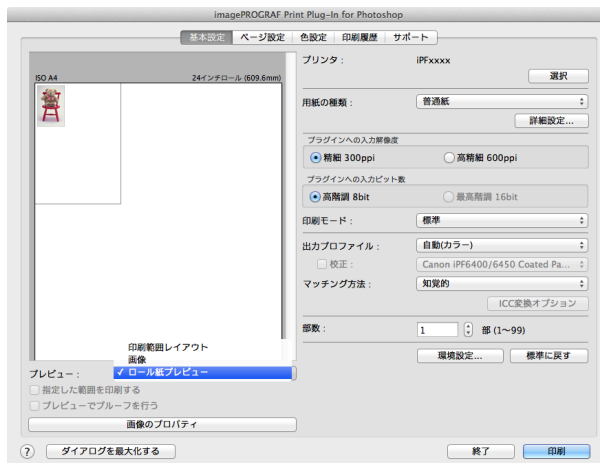 imagePROGRAF Print Plug-In for Photoshop
基本設定 ページ設定 色設定 印刷履歴 サポート
ISO A4 24インチロール (609.6mm)
プリンタ： iPFxxxx
選択
用紙の種類： 普通紙
詳細設定...
プラグインへの入力解像度
精細 300ppi 高精細 600ppi
プラグインへの入力ビット数
高階調 8bit 最高階調 16bit
印刷モード： 標準
出力プロファイル： 自動(カラー)
校正： Canon iPF6400/6450 Coated Pa...
マッチング方法： 知覚的
ICC変換オプション
部数： 1 部 (1〜99)
環境設定... 標準に戻す
印刷範囲レイアウト
画像
プレビュー： ✓ ロール紙プレビュー
指定した範囲を印刷する
プレビューでプルーフを行う
画像のプロパティ
? ダイアログを最大化する 終了 印刷